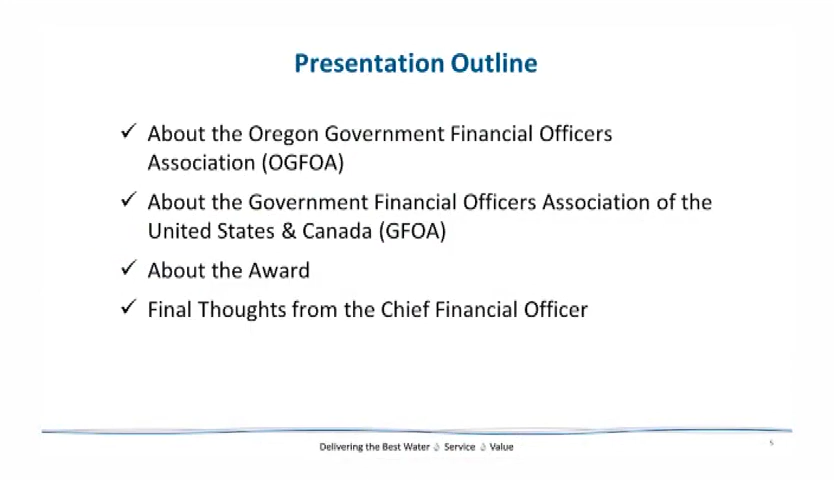 Presentation Outline
✓ About the Oregon Government Financial Officers
Association (OGFOA)
✓ About the Government Financial Officers Association of the
United States & Canada (GFOA)
✓ About the Award
✓ Final Thoughts from the Chief Financial Officer
Delivering the Best Water 💧 Service 💧 Value
5